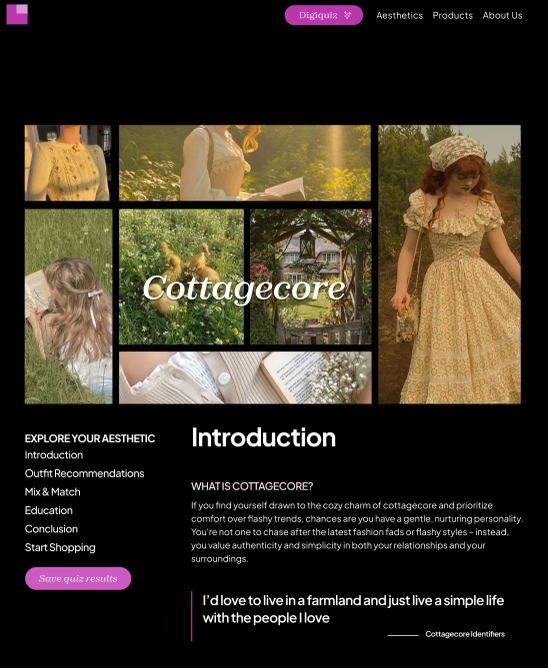 Digiquiz
Aesthetics
Products
About Us
Cottagecore
EXPLORE YOUR AESTHETIC
Introduction
Outfit Recommendations
Mix & Match
Education
Conclusion
Start Shopping
Save quiz results
Introduction
WHAT IS COTTAGECORE?
If you find yourself drawn to the cozy charm of cottagecore and prioritize
comfort over flashy trends, chances are you have a gentle, nurturing personality.
You're not one to chase after the latest fashion fads or flashy styles – instead,
you value authenticity and simplicity in both your relationships and your
surroundings.
I'd love to live in a farmland and just live a simple life
with the people I love
Cottagecore Identifiers